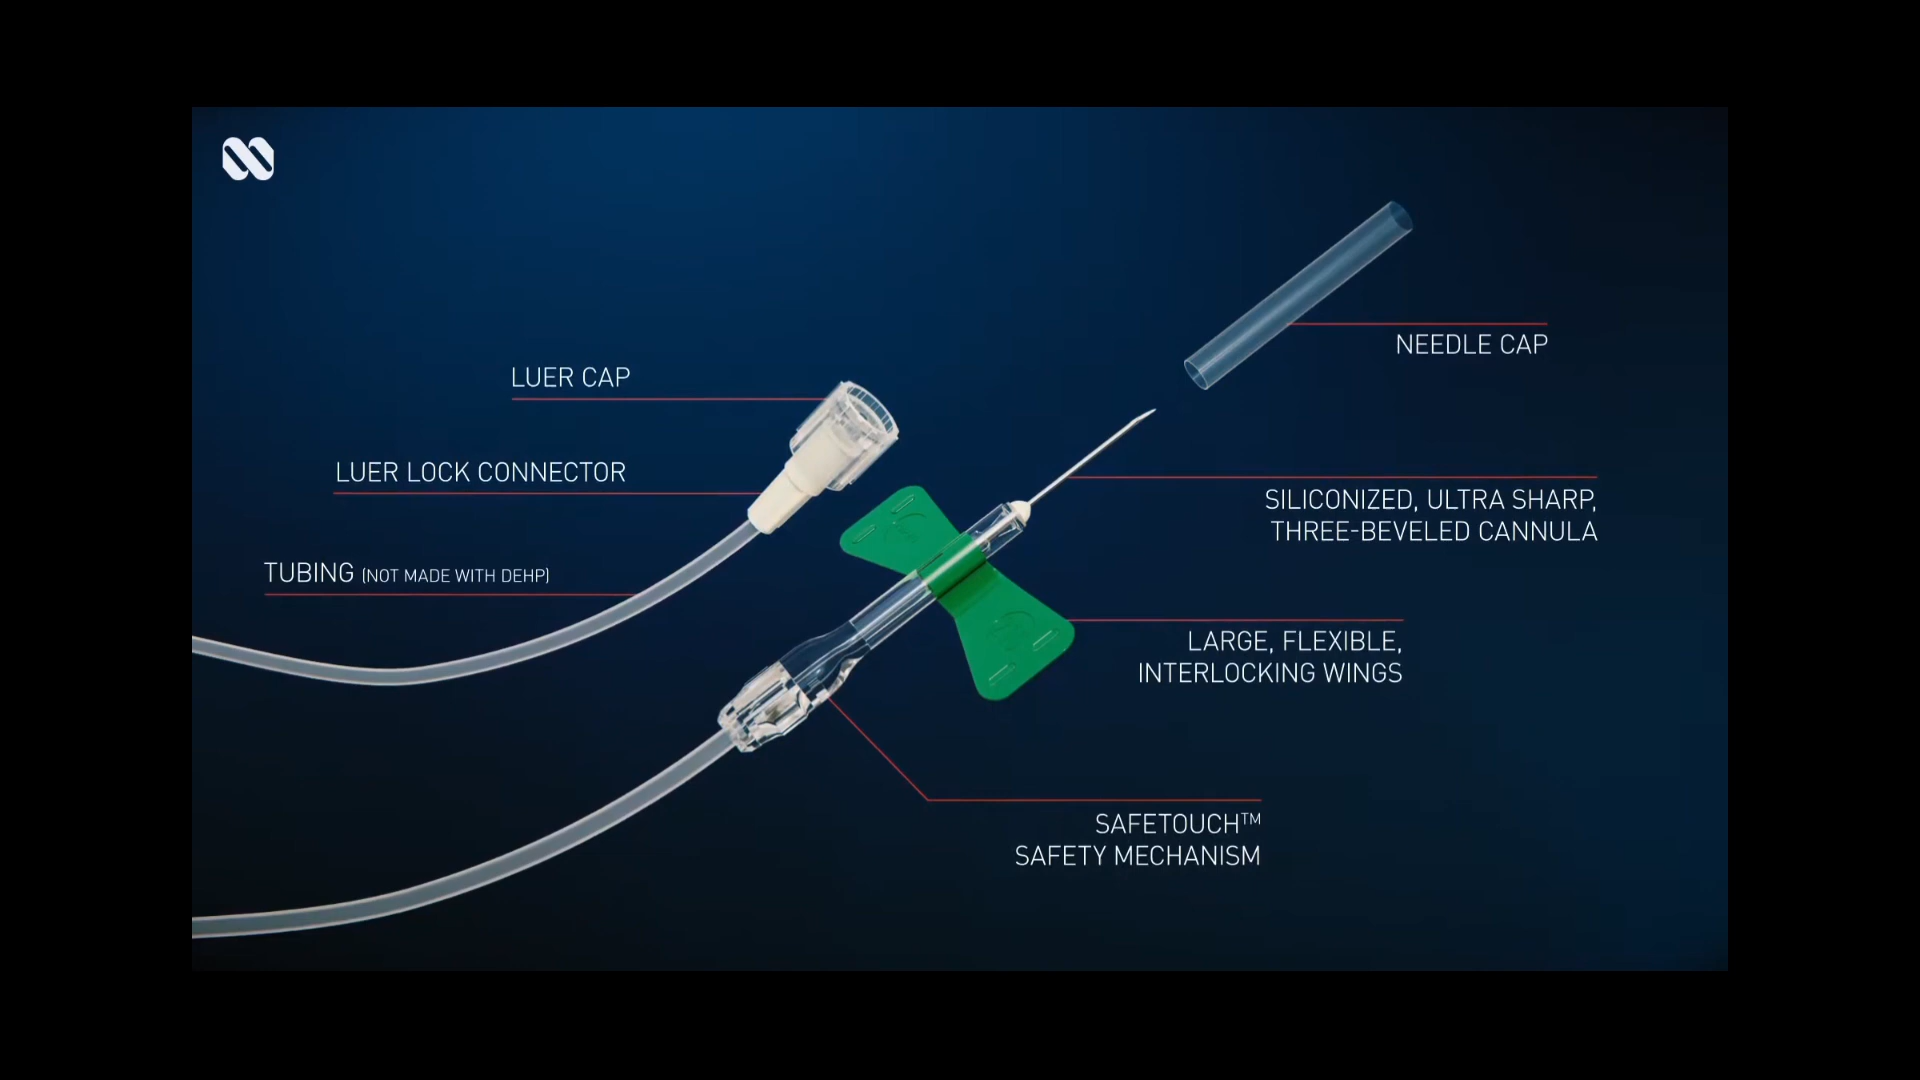 NEEDLE CAP
LUER CAP
LUER LOCK CONNECTOR
SILICONIZED, ULTRA SHARP,
THREE-BEVELED CANNULA
TUBING (NOT MADE WITH DEHP)
LARGE, FLEXIBLE,
INTERLOCKING WINGS
SAFETOUCH™
SAFETY MECHANISM